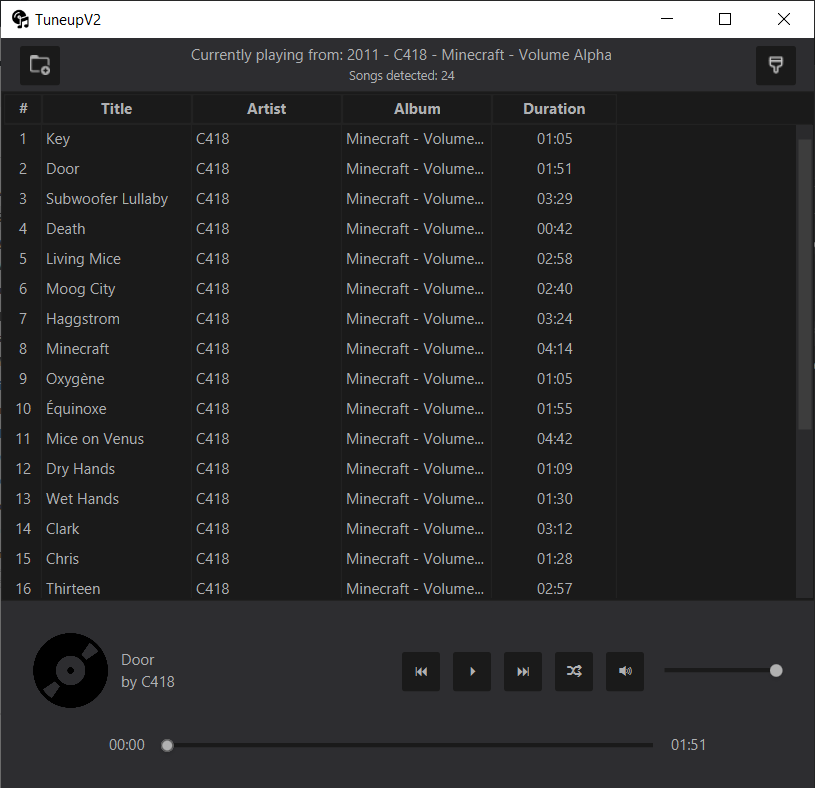 TuneupV2
Currently playing from: 2011 - C418 - Minecraft - Volume Alpha
Songs detected: 24
# Title Artist Album Duration
1 Key C418 Minecraft - Volume... 01:05
2 Door C418 Minecraft - Volume... 01:51
3 Subwoofer Lullaby C418 Minecraft - Volume... 03:29
4 Death C418 Minecraft - Volume... 00:42
5 Living Mice C418 Minecraft - Volume... 02:58
6 Moog City C418 Minecraft - Volume... 02:40
7 Haggstrom C418 Minecraft - Volume... 03:24
8 Minecraft C418 Minecraft - Volume... 04:14
9 Oxygène C418 Minecraft - Volume... 01:05
10 Équinoxe C418 Minecraft - Volume... 01:55
11 Mice on Venus C418 Minecraft - Volume... 04:42
12 Dry Hands C418 Minecraft - Volume... 01:09
13 Wet Hands C418 Minecraft - Volume... 01:30
14 Clark C418 Minecraft - Volume... 03:12
15 Chris C418 Minecraft - Volume... 01:28
16 Thirteen C418 Minecraft - Volume... 02:57
Door
by C418
00:00 01:51